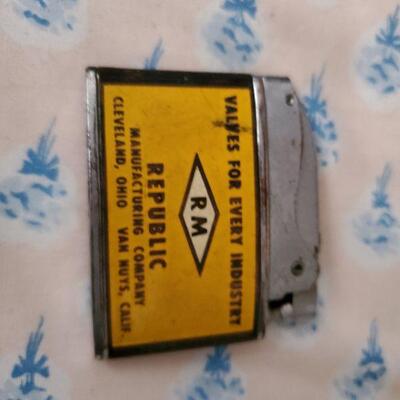 VALVES FOR EVERY INDUSTRY
RM
REPUBLIC
MANUFACTURING COMPANY
CLEVELAND, OHIO VAN NUYS, CALIF.